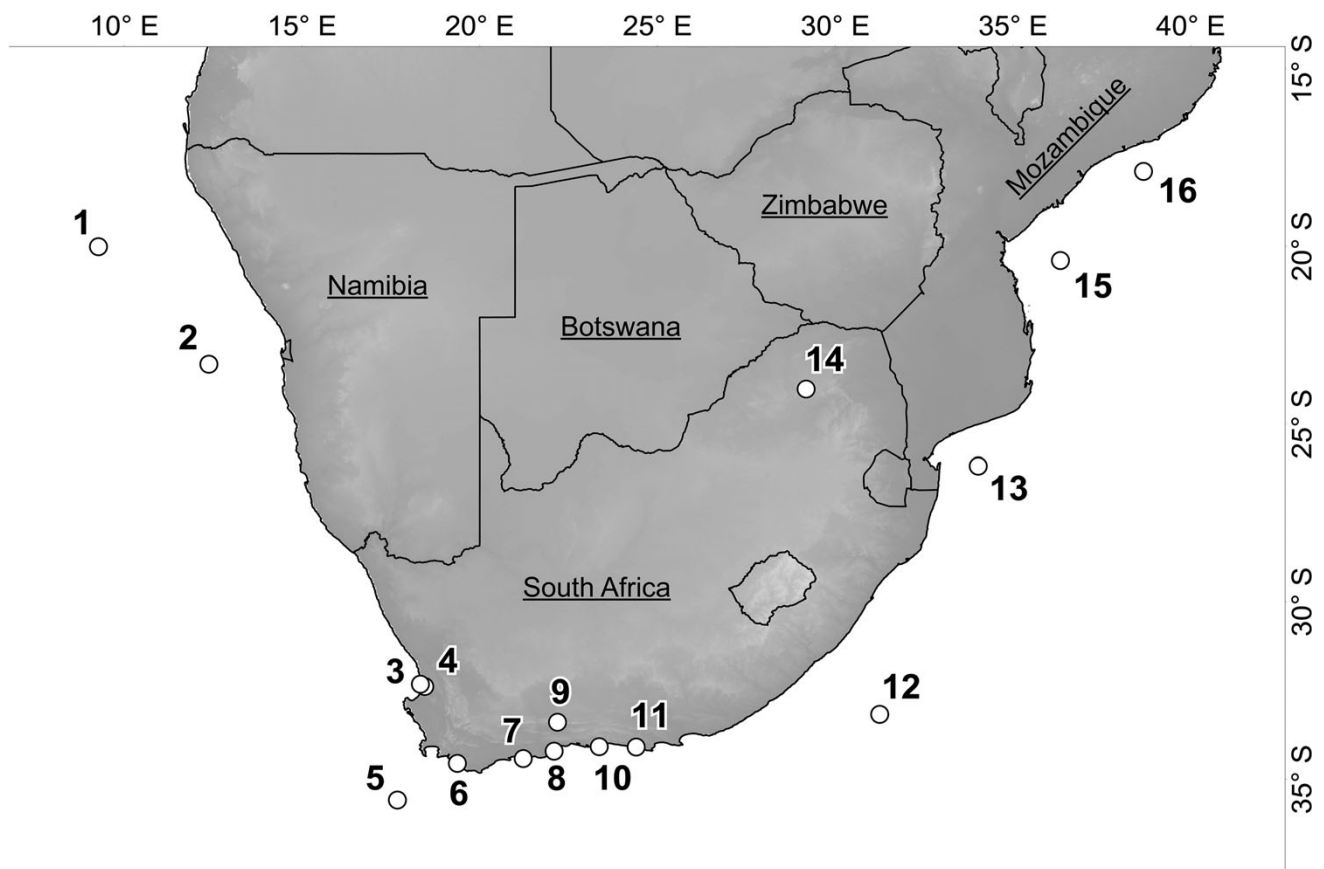 10° E 15° E 20° E 25° E 30° E 35° E 40° E
15° S
Mozambique
16
Zimbabwe
1
20° S
15
Namibia
Botswana
2
14
25° S
13
South Africa
30° S
3 4
9 12
7 11
5 6 8 10
35° S